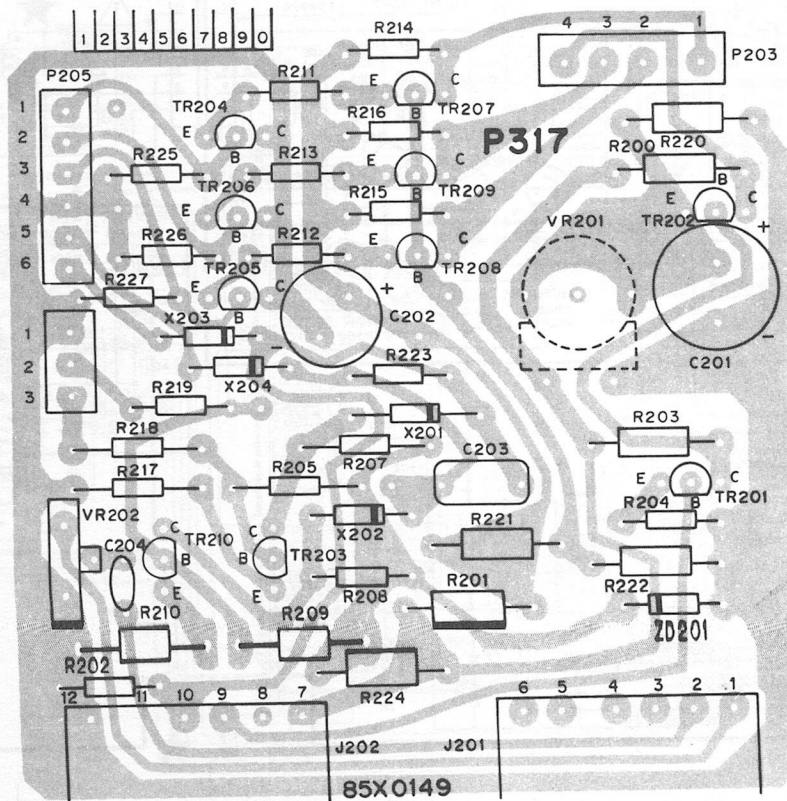 1 2 3 4 5 6 7 8 9 0
R214
4 3 2 1
P203
P205
R211
E C
TR207
B
TR204
E C
B
R216
P317
R220
R200
B
1
2
3
4
5
6
R225
R213
E C
TR209
B
TR206
E C
B
R215
VR201
E C
TR202
+
R226
R212
E C
B
TR208
TR205
E C
B
R227
+
C202
-
C201
-
1
2
3
X203
X204
R223
R219
X201
R218
R207
R203
R217
R205
C203
E C
B
TR201
VR202
C204
C
B
E
TR210
C
B
E
TR203
X202
R221
R204
R208
R222
R201
ZD201
R210
R209
R202
R224
12 11 10 9 8 7
6 5 4 3 2 1
J202
J201
85X0149